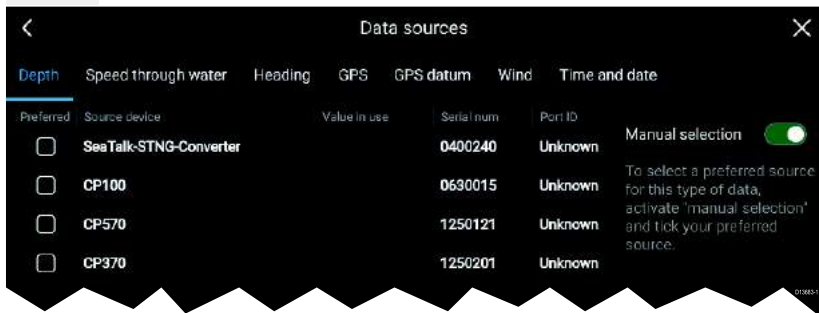 Data sources
Depth Speed through water Heading GPS GPS datum Wind Time and date
Preferred Source device Value in use Serial num Port ID
SeaTalk-STNG-Converter 0400240 Unknown
CP100 0630015 Unknown
CP570 1250121 Unknown
CP370 1250201 Unknown
Manual selection
To select a preferred source
for this type of data,
activate "manual selection"
and tick your preferred
source.
D13663-1